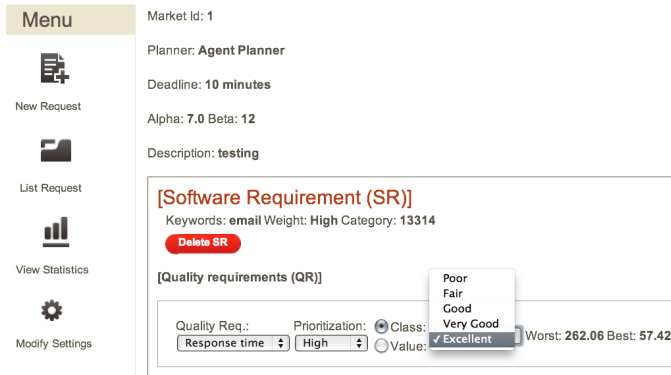 Menu
New Request
List Request
View Statistics
Modify Settings
Market Id: 1
Planner: Agent Planner
Deadline: 10 minutes
Alpha: 7.0 Beta: 12
Description: testing
[Software Requirement (SR)]
Keywords: email Weight: High Category: 13314
Delete SR
[Quality requirements (QR)]
Quality Req.: Prioritization: Class:
Response time High Value:
Poor
Fair
Good
Very Good
✓Excellent
Worst: 262.06 Best: 57.42